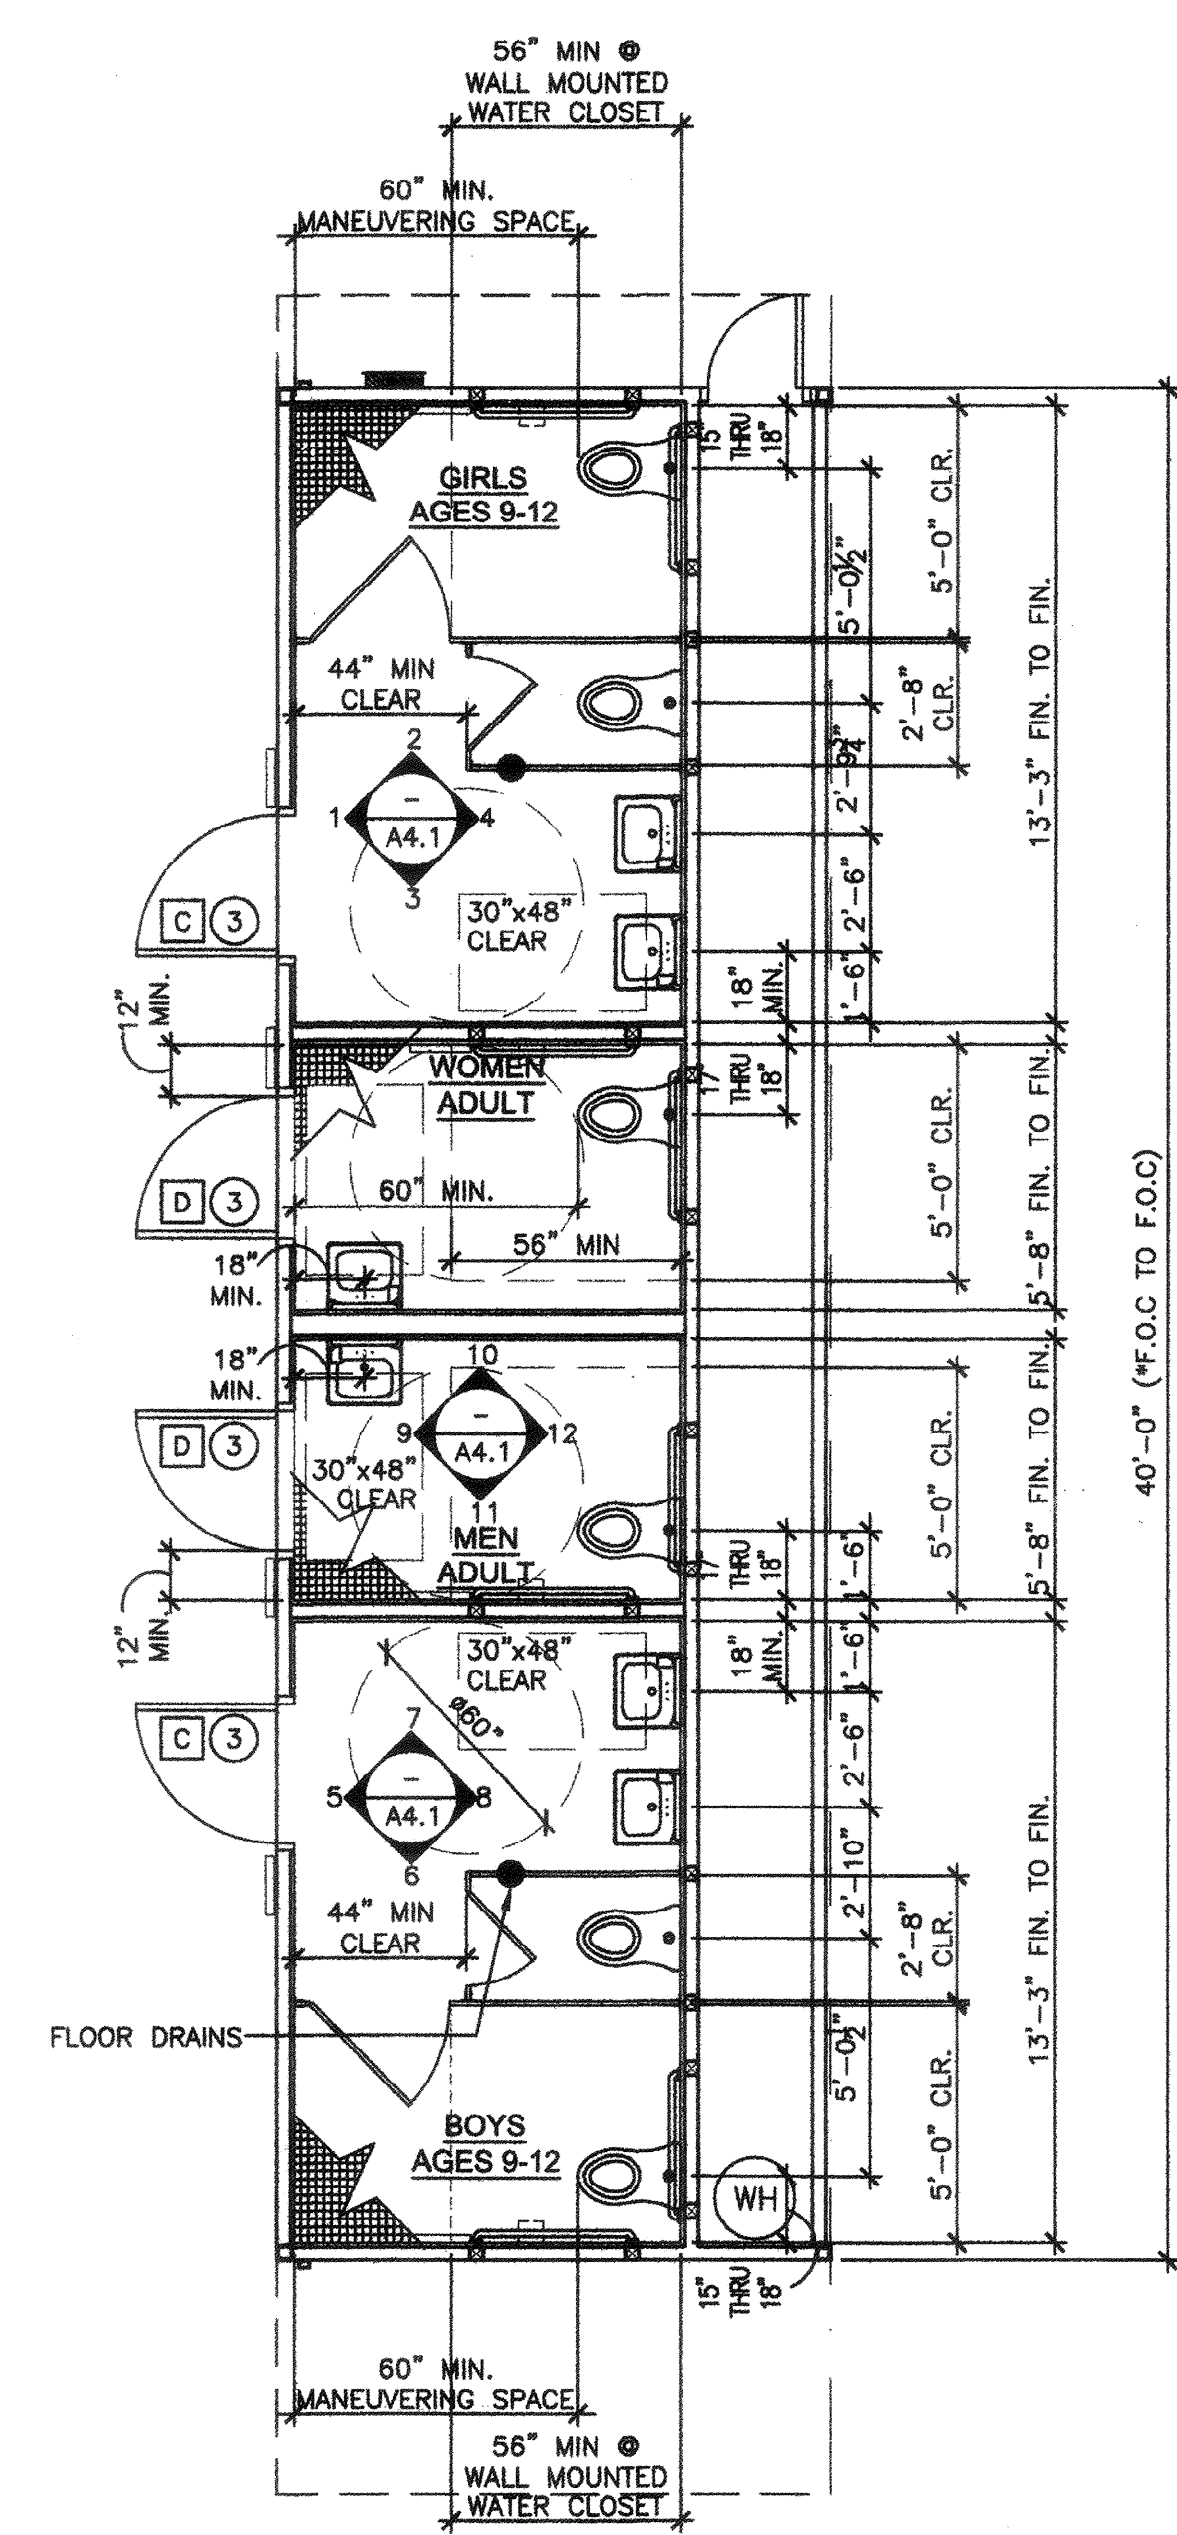 56" MIN @
WALL MOUNTED
WATER CLOSET
60" MIN.
MANEUVERING SPACE
GIRLS
AGES 9-12
15"
THRU
18"
5'-0" CLR.
5'-0½"
44" MIN
CLEAR
2'-8"
CLR.
13'-3" FIN. TO FIN.
2
1
-
A4.1
4
3
2'-9¾"
C
3
30"x48"
CLEAR
2'-6"
18"
MIN.
1'-6"
12"
MIN.
WOMEN
ADULT
17"
THRU
18"
5'-0" CLR.
5'-8" FIN. TO FIN.
D
3
60" MIN.
56" MIN
18"
MIN.
40'-0" (*F.O.C TO F.O.C)
18"
MIN.
10
9
-
A4.1
12
11
D
3
30"x48"
CLEAR
MEN
ADULT
17"
THRU
18"
1'-6"
5'-0" CLR.
5'-8" FIN. TO FIN.
12"
MIN.
30"x48"
CLEAR
18"
MIN.
1'-6"
C
3
ø60"
7
5
-
A4.1
8
6
2'-6"
2'-10"
44" MIN
CLEAR
2'-8"
CLR.
13'-3" FIN. TO FIN.
FLOOR DRAINS
5'-0½"
BOYS
AGES 9-12
5'-0" CLR.
WH
15"
THRU
18"
60" MIN.
MANEUVERING SPACE
56" MIN @
WALL MOUNTED
WATER CLOSET